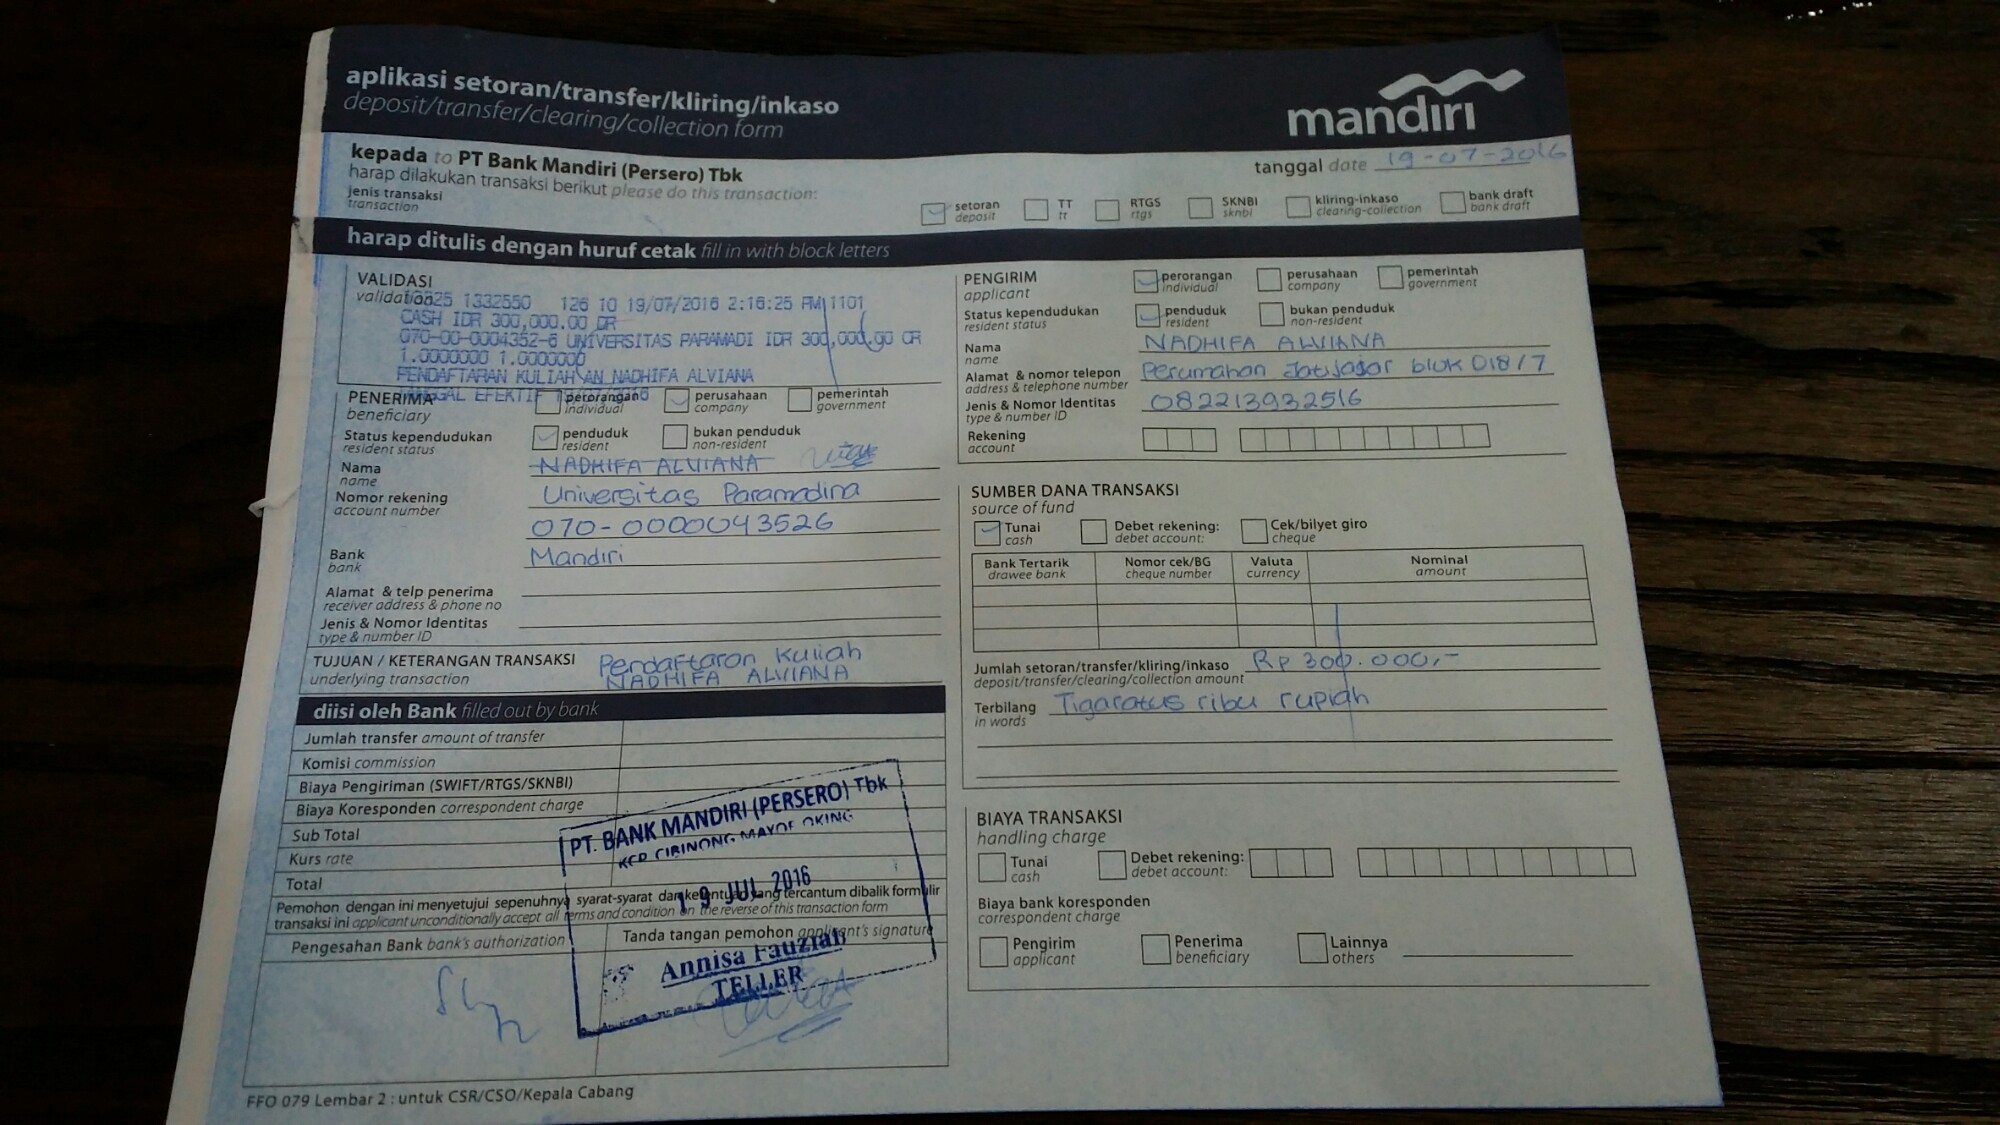 aplikasi setoran/transfer/kliring/inkaso
deposit/transfer/clearing/collection form
mandiri
kepada to PT Bank Mandiri (Persero) Tbk
tanggal date 19-07-2016
harap dilakukan transaksi berikut please do this transaction:
jenis transaksi
transaction
setoran
deposit
TT
tt
RTGS
rtgs
SKNBI
sknbi
kliring-inkaso
clearing-collection
bank draft
bank draft
harap ditulis dengan huruf cetak fill in with block letters
VALIDASI
validation
1332550 126 10 19/07/2016 2:16:25 PM 1101
CASH IDR 300,000.00 DR
070-00-0004352-6 UNIVERSITAS PARAMADI IDR 300,000.00 CR
1.0000000 1.0000000
PENDAFTARAN KULIAH AN NADHIFA ALVIANA
EFEKTIF
PENERIMA
beneficiary
perorangan
individual
perusahaan
company
pemerintah
government
Status kependudukan
resident status
penduduk
resident
bukan penduduk
non-resident
Nama
name
NADHIFA ALVIANA
Nomor rekening
account number
Universitas Paramadina
070-0000043526
Bank
bank
Mandiri
Alamat & telp penerima
receiver address & phone no
Jenis & Nomor Identitas
type & number ID
TUJUAN / KETERANGAN TRANSAKSI
underlying transaction
Pendaftaran Kuliah
NADHIFA ALVIANA
diisi oleh Bank filled out by bank
Jumlah transfer amount of transfer
Komisi commission
Biaya Pengiriman (SWIFT/RTGS/SKNBI)
Biaya Koresponden correspondent charge
Sub Total
Kurs rate
Total
Pemohon dengan ini menyetujui sepenuhnya syarat-syarat dan ketentuan yang tercantum dibalik formulir
transaksi ini applicant unconditionally accept all terms and condition on the reverse of this transaction form
Pengesahan Bank bank's authorization
Tanda tangan pemohon applicant's signature
PT. BANK MANDIRI (PERSERO) Tbk
KCP CIBINONG MAYOR OKING
19 JUL 2016
Annisa Fauziah
TELLER
FFO 079 Lembar 2 : untuk CSR/CSO/Kepala Cabang
PENGIRIM
applicant
perorangan
individual
perusahaan
company
pemerintah
government
Status kependudukan
resident status
penduduk
resident
bukan penduduk
non-resident
Nama
name
NADHIFA ALVIANA
Alamat & nomor telepon
address & telephone number
Perumahan Jatijajar blok D18/7
Jenis & Nomor Identitas
type & number ID
082213932516
Rekening
account
SUMBER DANA TRANSAKSI
source of fund
Tunai
cash
Debet rekening:
debet account:
Cek/bilyet giro
cheque
Bank Tertarik
drawee bank
Nomor cek/BG
cheque number
Valuta
currency
Nominal
amount
Jumlah setoran/transfer/kliring/inkaso
deposit/transfer/clearing/collection amount
Rp 300.000,-
Terbilang
in words
Tigaratus ribu rupiah
BIAYA TRANSAKSI
handling charge
Tunai
cash
Debet rekening:
debet account:
Biaya bank koresponden
correspondent charge
Pengirim
applicant
Penerima
beneficiary
Lainnya
others